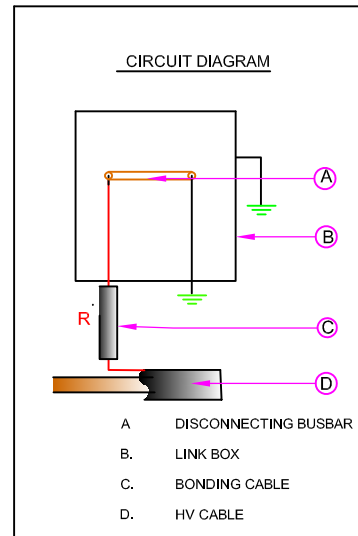 CIRCUIT DIAGRAM
A
B
R
C
D
A DISCONNECTING BUSBAR
B. LINK BOX
C. BONDING CABLE
D. HV CABLE